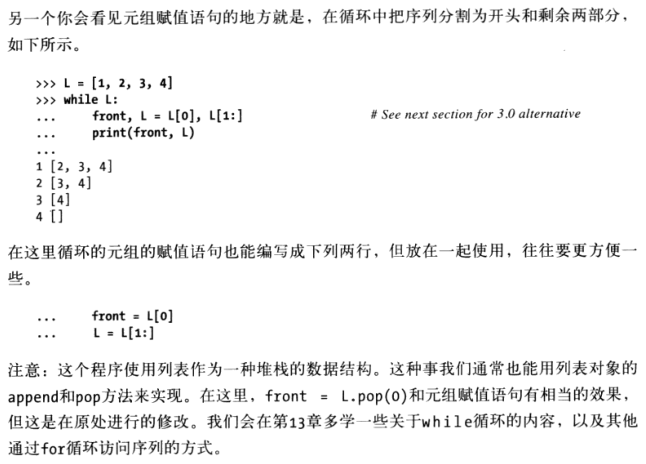 另一个你会看见元组赋值语句的地方就是，在循环中把序列分割为开头和剩余两部分，
如下所示。
>>> L = [1, 2, 3, 4]
>>> while L:
...     front, L = L[0], L[1:]     # See next section for 3.0 alternative
...     print(front, L)
...
1 [2, 3, 4]
2 [3, 4]
3 [4]
4 []
在这里循环的元组的赋值语句也能编写成下列两行，但放在一起使用，往往要更方便一
些。
...     front = L[0]
...     L = L[1:]
注意：这个程序使用列表作为一种堆栈的数据结构。这种事我们通常也能用列表对象的
append和pop方法来实现。在这里，front = L.pop(0)和元组赋值语句有相当的效果，
但这是在原处进行的修改。我们会在第13章多学一些关于while循环的内容，以及其他
通过for循环访问序列的方式。